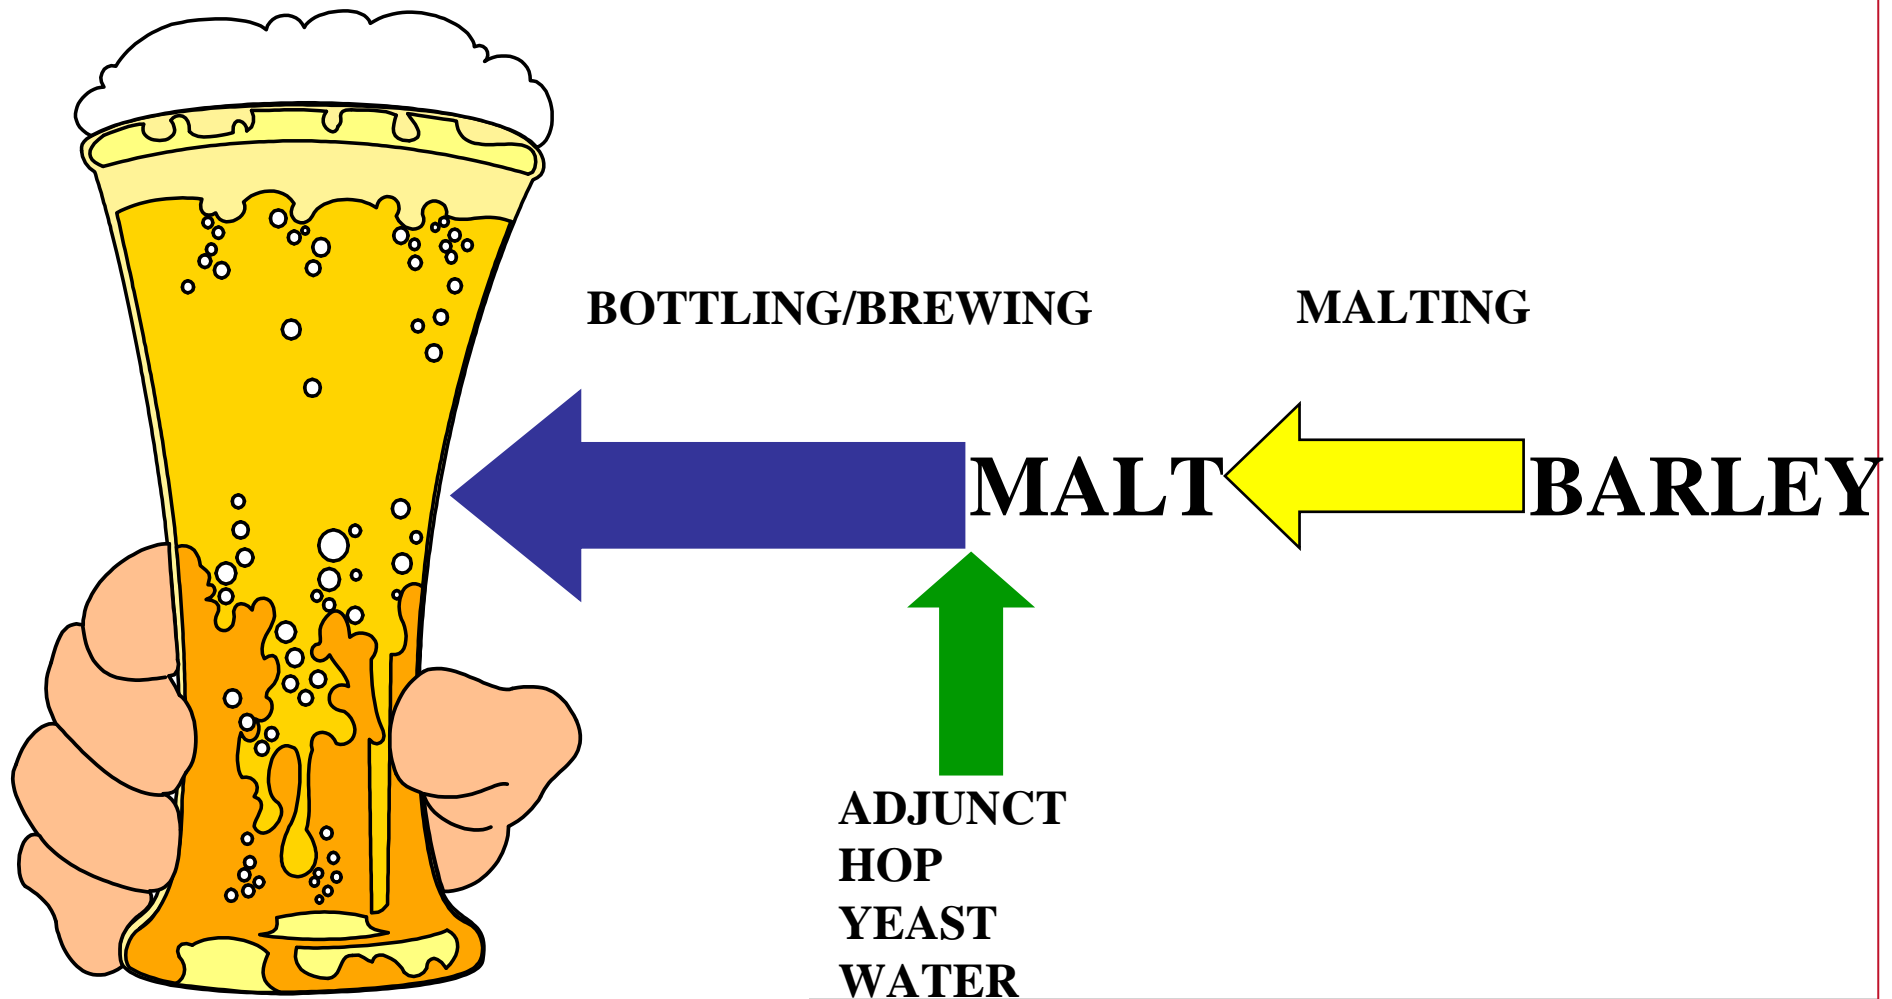 BOTTLING/BREWING MALTING
MALT BARLEY
ADJUNCT
HOP
YEAST
WATER